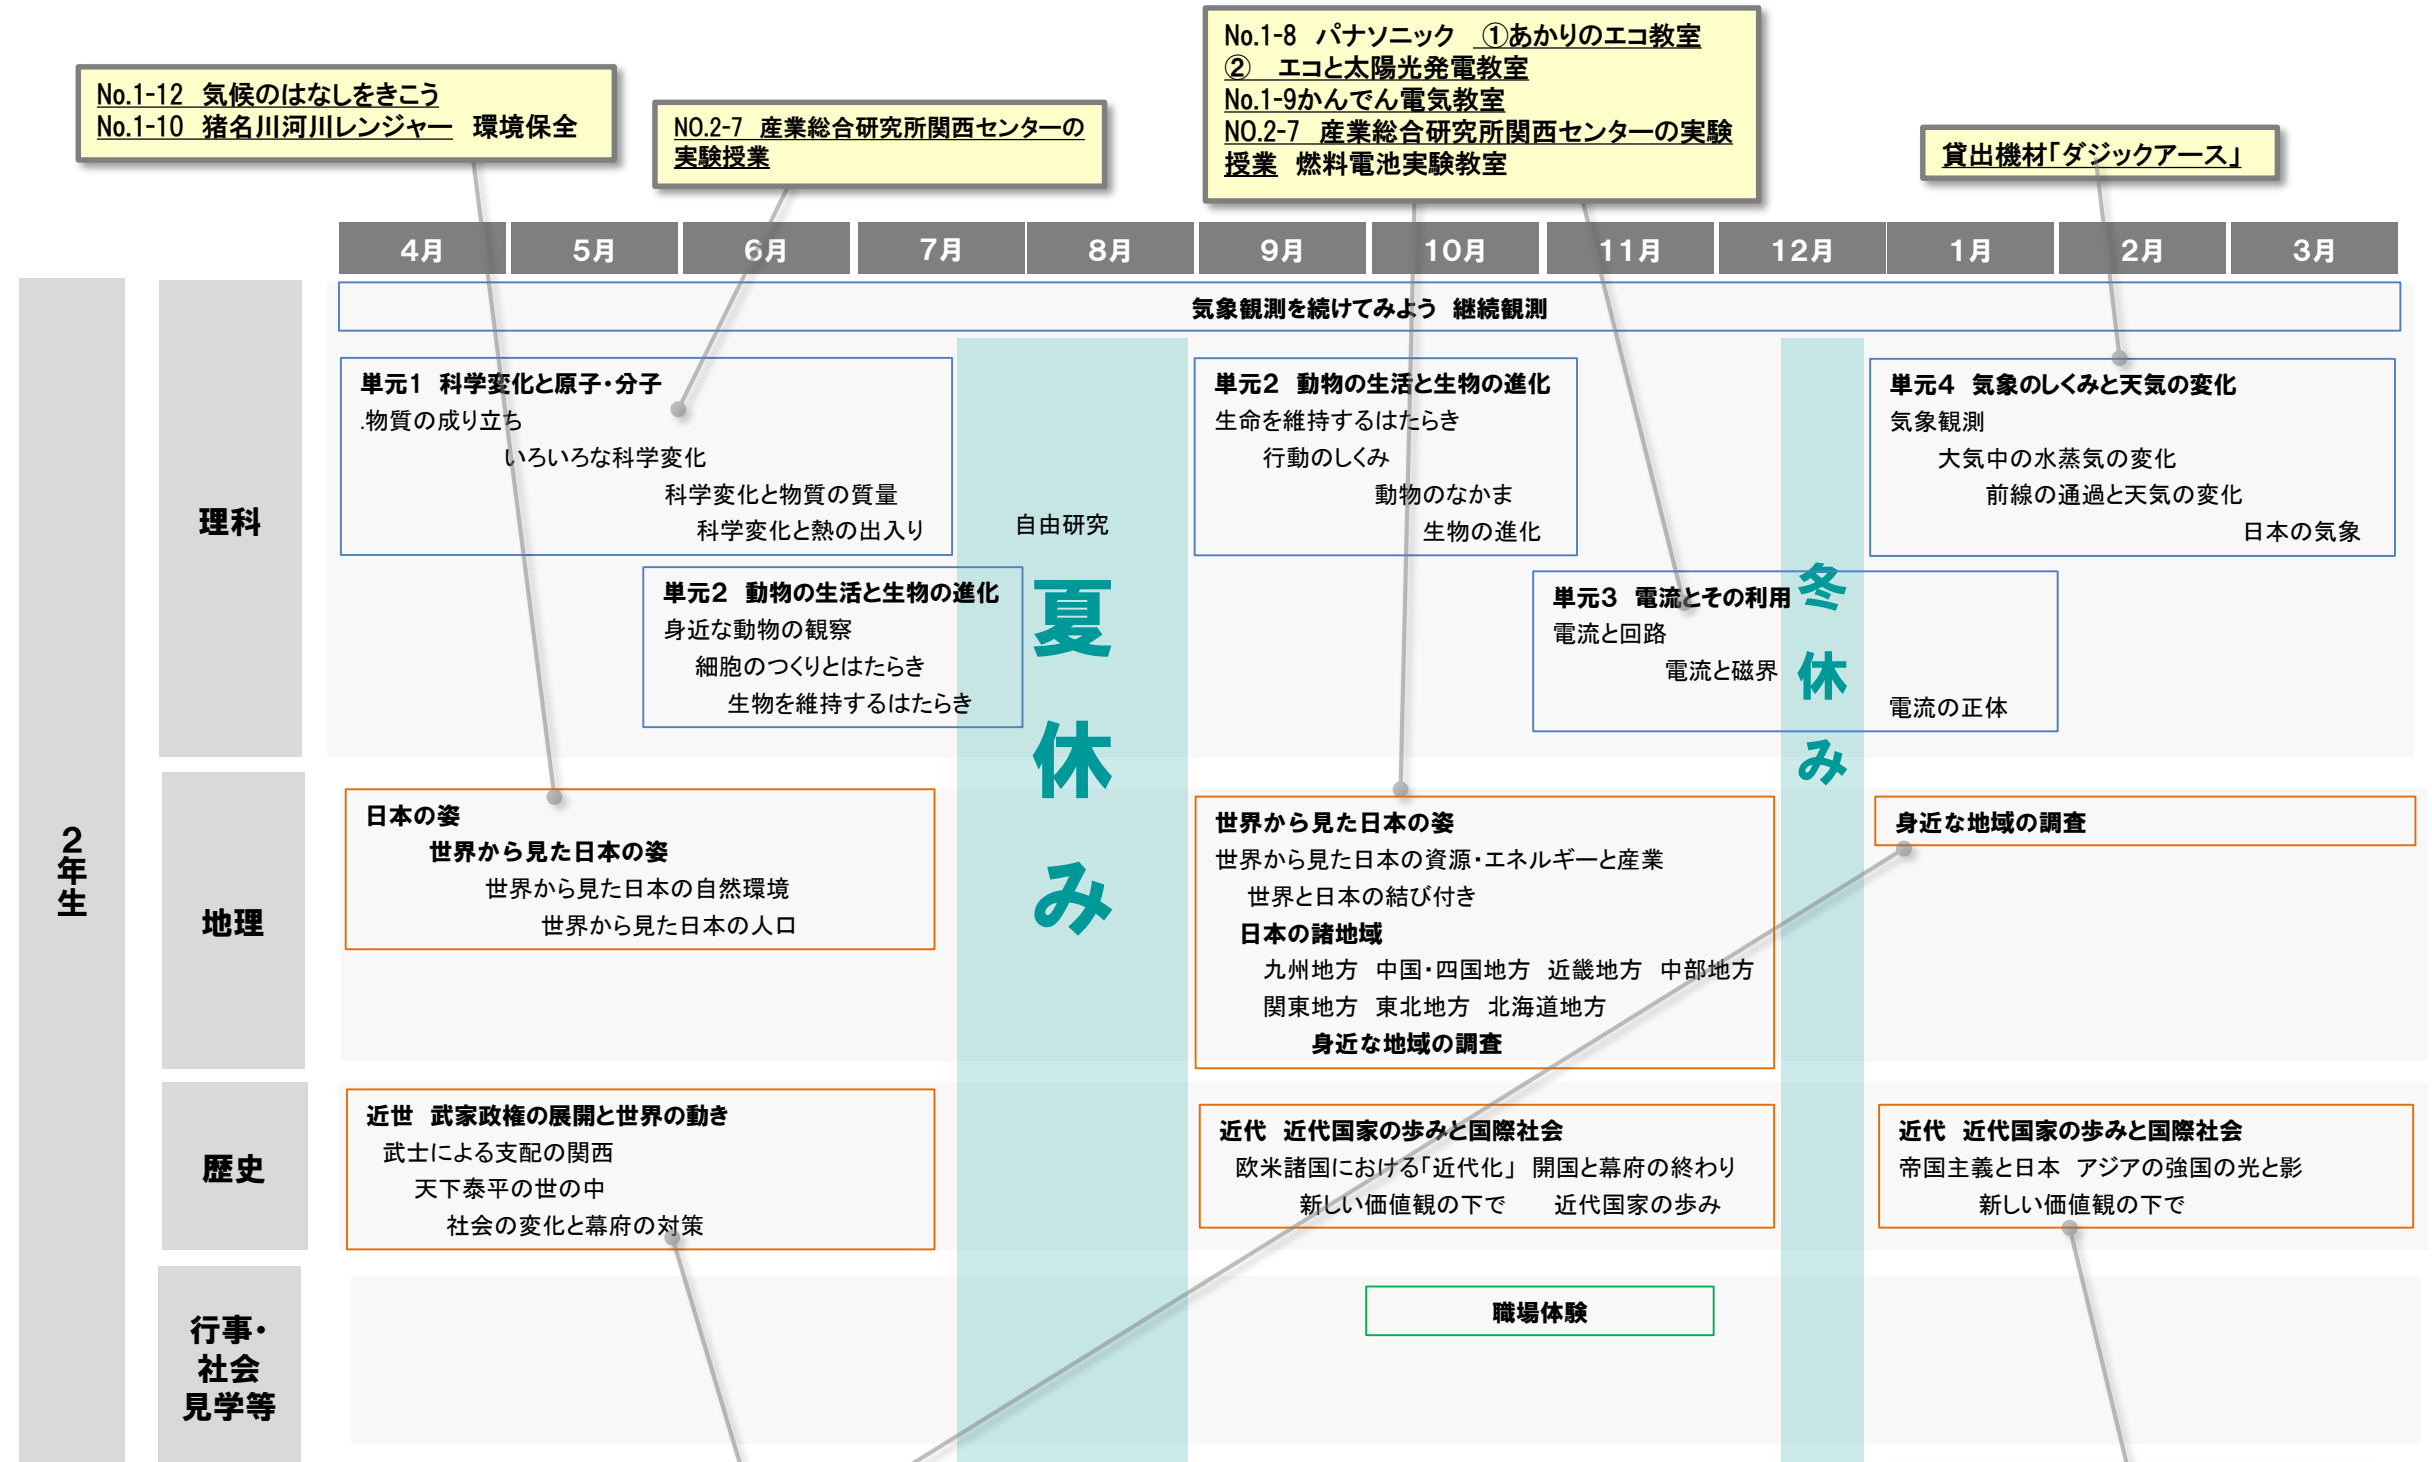 No.1-12　気候のはなしをきこう
No.1-10　猪名川河川レンジャー　環境保全
NO.2-7　産業総合研究所関西センターの
実験授業
No.1-8　パナソニック　①あかりのエコ教室
②　エコと太陽光発電教室
No.1-9かんでん電気教室
NO.2-7　産業総合研究所関西センターの実験
授業　燃料電池実験教室
貸出機材「ダジックアース」
4月　5月　6月　7月　8月　9月　10月　11月　12月　1月　2月　3月
2年生
理科
気象観測を続けてみよう　継続観測
単元1　科学変化と原子・分子
.物質の成り立ち
いろいろな科学変化
科学変化と物質の質量
科学変化と熱の出入り
単元2　動物の生活と生物の進化
身近な動物の観察
細胞のつくりとはたらき
生物を維持するはたらき
自由研究
夏休み
単元2　動物の生活と生物の進化
生命を維持するはたらき
行動のしくみ
動物のなかま
生物の進化
単元3　電流とその利用
電流と回路
電流と磁界
電流の正体
冬休み
単元4　気象のしくみと天気の変化
気象観測
大気中の水蒸気の変化
前線の通過と天気の変化
日本の気象
地理
日本の姿
世界から見た日本の姿
世界から見た日本の自然環境
世界から見た日本の人口
世界から見た日本の姿
世界から見た日本の資源・エネルギーと産業
世界と日本の結び付き
日本の諸地域
九州地方　中国・四国地方　近畿地方　中部地方
関東地方　東北地方　北海道地方
身近な地域の調査
身近な地域の調査
歴史
近世　武家政権の展開と世界の動き
武士による支配の関西
天下泰平の世の中
社会の変化と幕府の対策
近代　近代国家の歩みと国際社会
欧米諸国における「近代化」　開国と幕府の終わり
新しい価値観の下で　　近代国家の歩み
近代　近代国家の歩みと国際社会
帝国主義と日本　アジアの強国の光と影
新しい価値観の下で
行事・
社会
見学等
職場体験